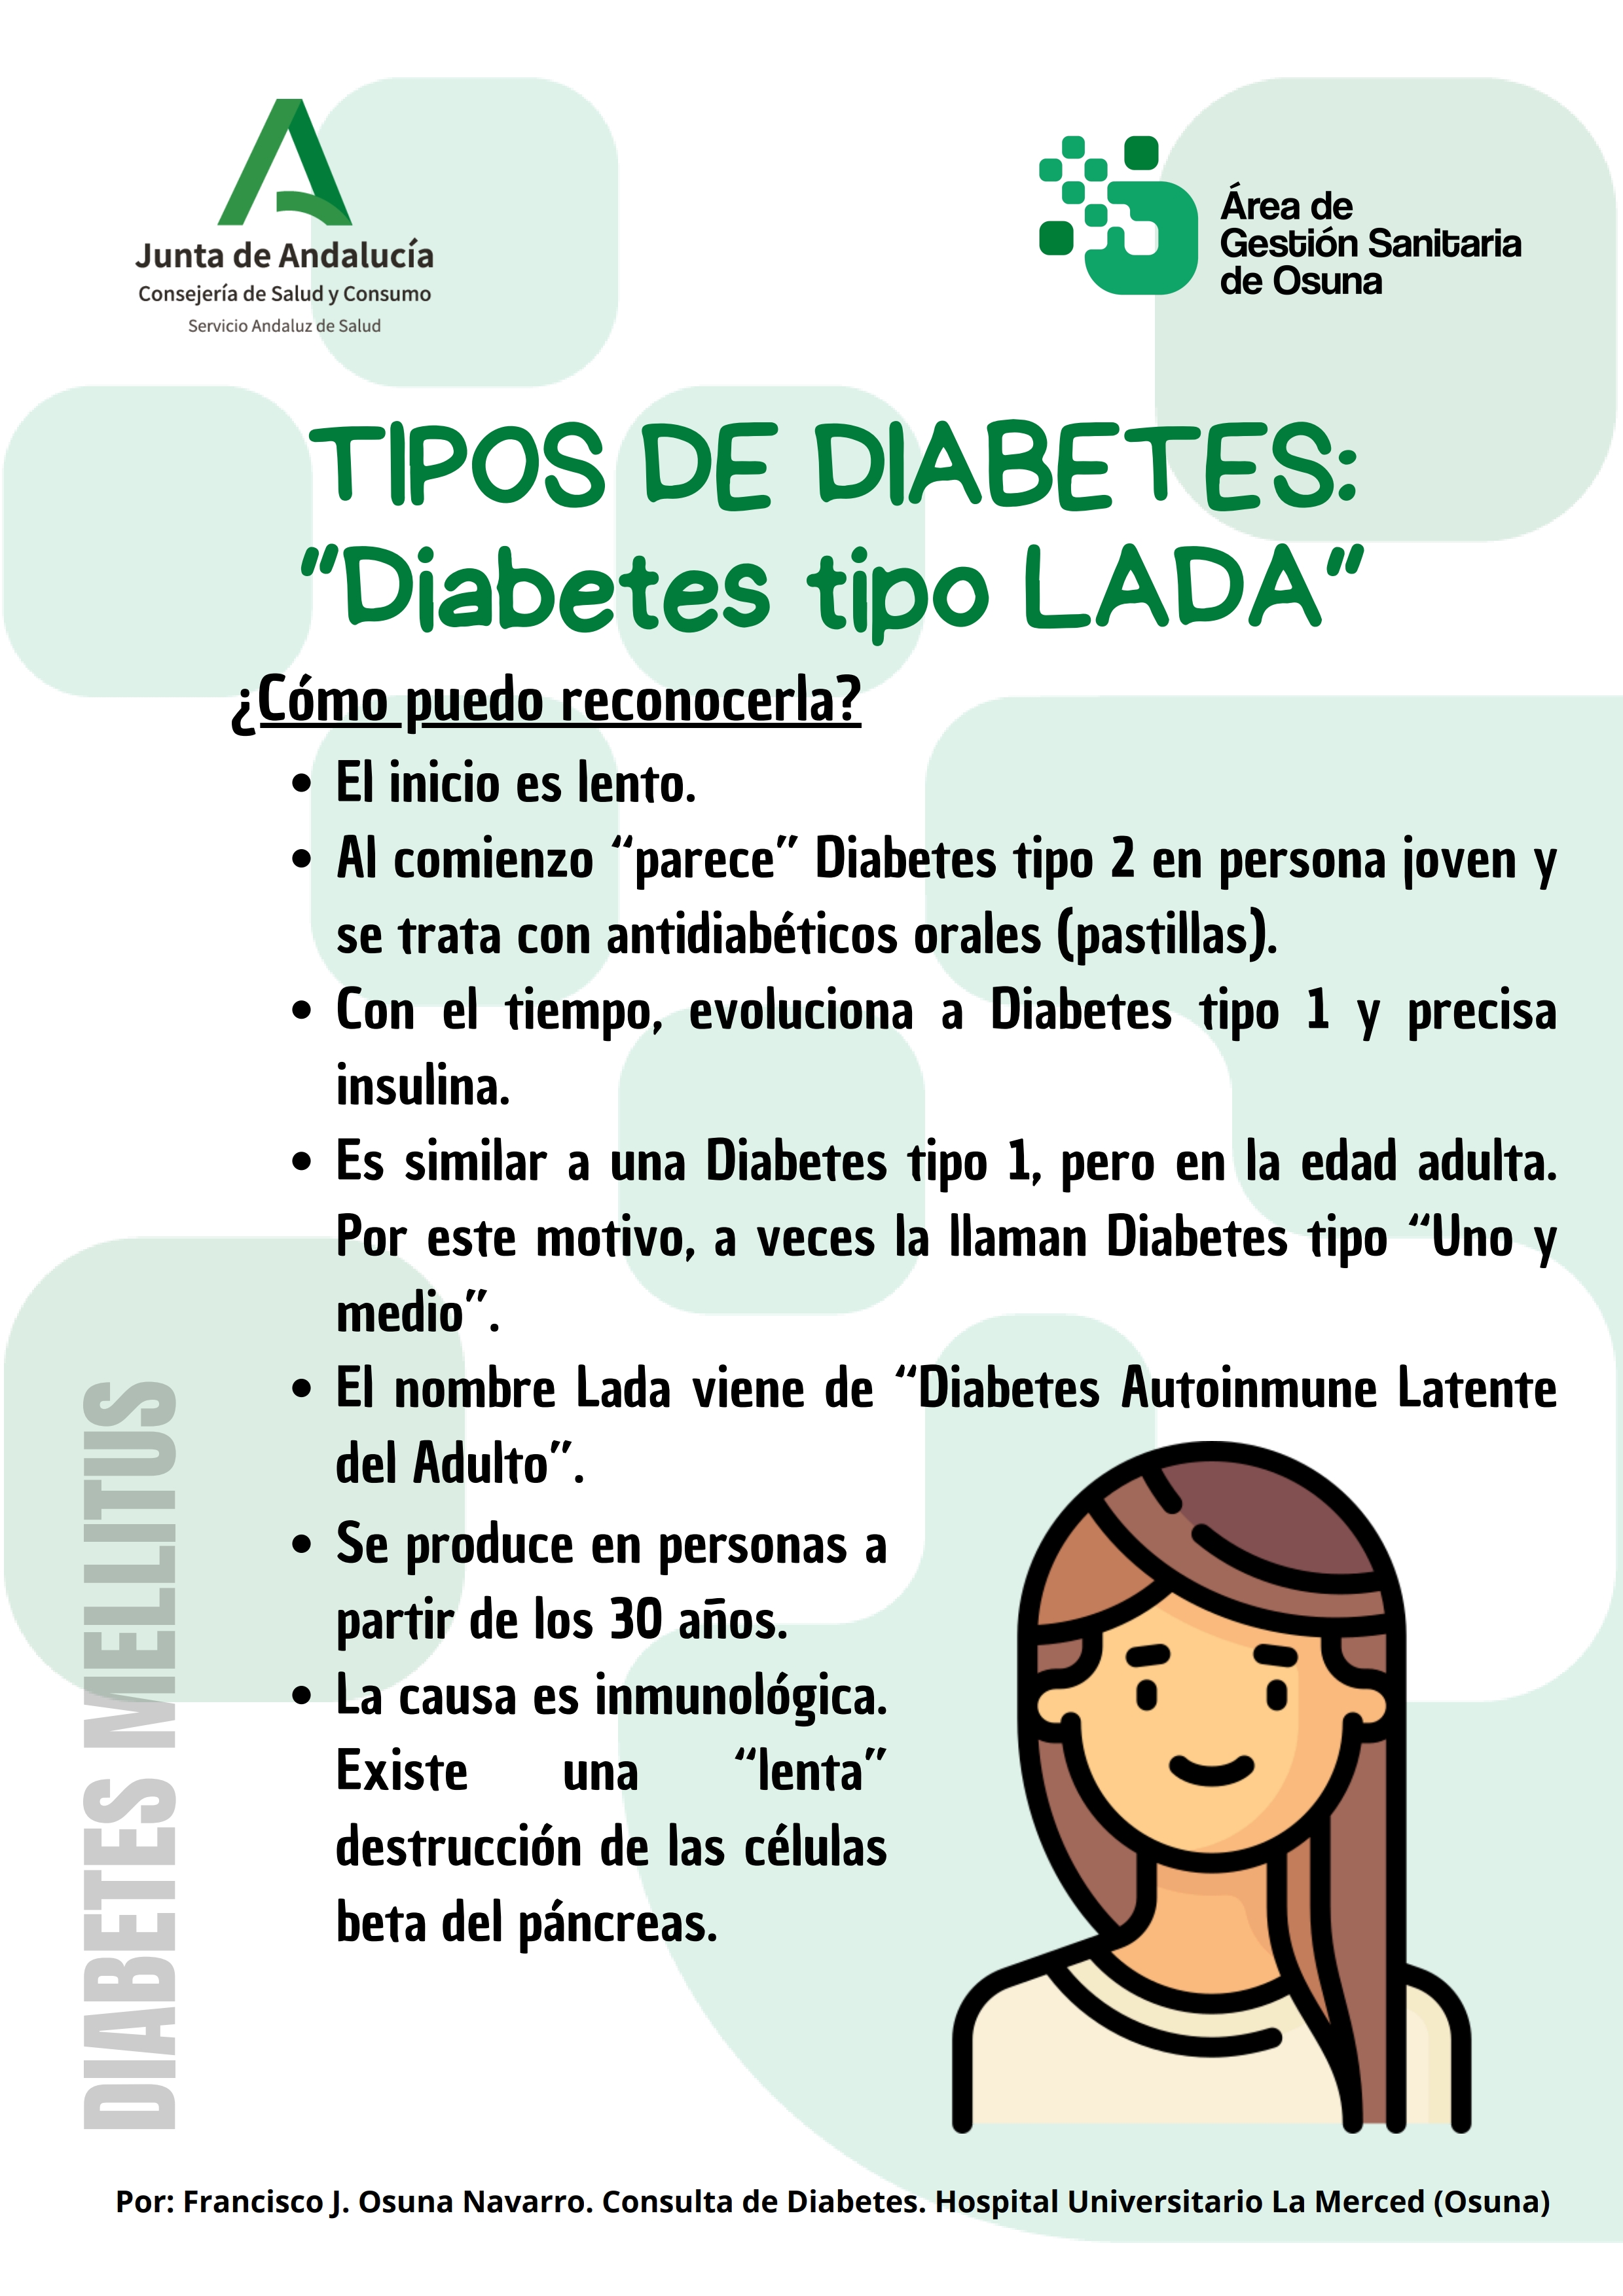 Junta de Andalucía
Consejería de Salud y Consumo
Servicio Andaluz de Salud
Área de
Gestión Sanitaria
de Osuna
TIPOS DE DIABETES:
“Diabetes tipo LADA”
¿Cómo puedo reconocerla?
• El inicio es lento.
• Al comienzo “parece” Diabetes tipo 2 en persona joven y
se trata con antidiabéticos orales (pastillas).
• Con el tiempo, evoluciona a Diabetes tipo 1 y precisa
insulina.
• Es similar a una Diabetes tipo 1, pero en la edad adulta.
Por este motivo, a veces la llaman Diabetes tipo “Uno y
medio”.
• El nombre Lada viene de “Diabetes Autoinmune Latente
del Adulto”.
• Se produce en personas a
partir de los 30 años.
• La causa es inmunológica.
Existe una “lenta”
destrucción de las células
beta del páncreas.
DIABETES MELLITUS
Por: Francisco J. Osuna Navarro. Consulta de Diabetes. Hospital Universitario La Merced (Osuna)